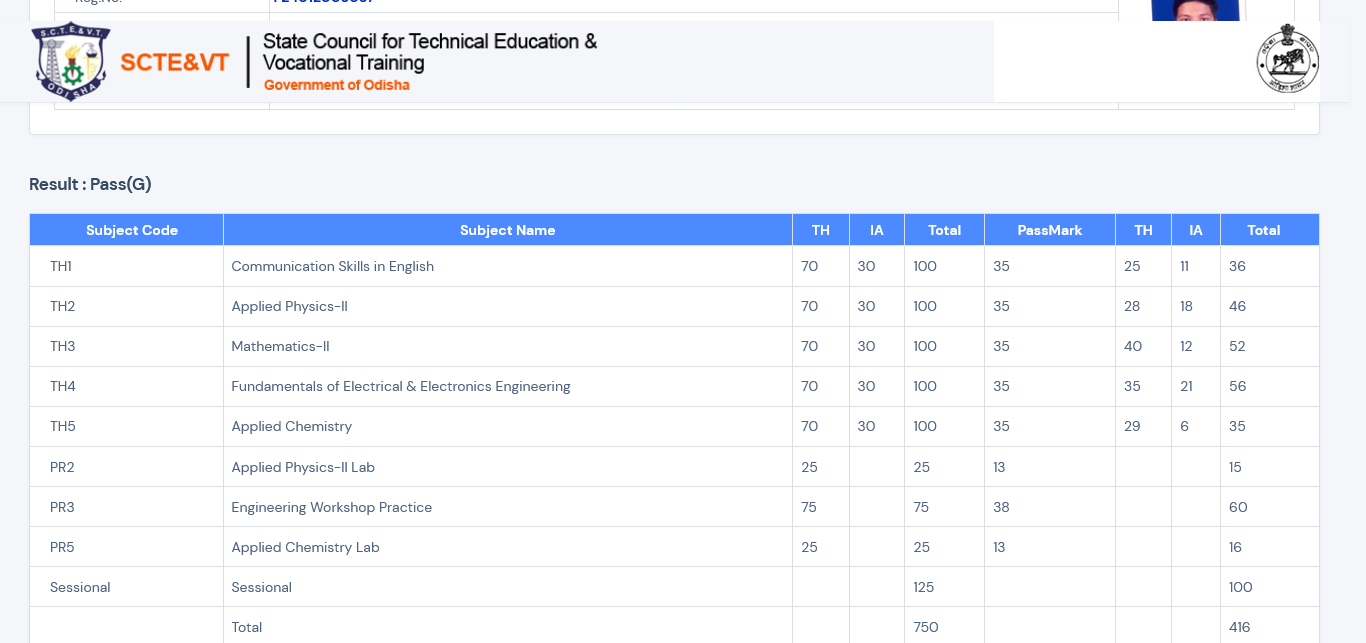 S.C.T.E.&V.T.
ODISHA
SCTE&VT
State Council for Technical Education &
Vocational Training
Government of Odisha
Result : Pass(G)
Subject Code Subject Name TH IA Total PassMark TH IA Total
TH1 Communication Skills in English 70 30 100 35 25 11 36
TH2 Applied Physics-II 70 30 100 35 28 18 46
TH3 Mathematics-II 70 30 100 35 40 12 52
TH4 Fundamentals of Electrical & Electronics Engineering 70 30 100 35 35 21 56
TH5 Applied Chemistry 70 30 100 35 29 6 35
PR2 Applied Physics-II Lab 25 25 13 15
PR3 Engineering Workshop Practice 75 75 38 60
PR5 Applied Chemistry Lab 25 25 13 16
Sessional Sessional 125 100
Total 750 416